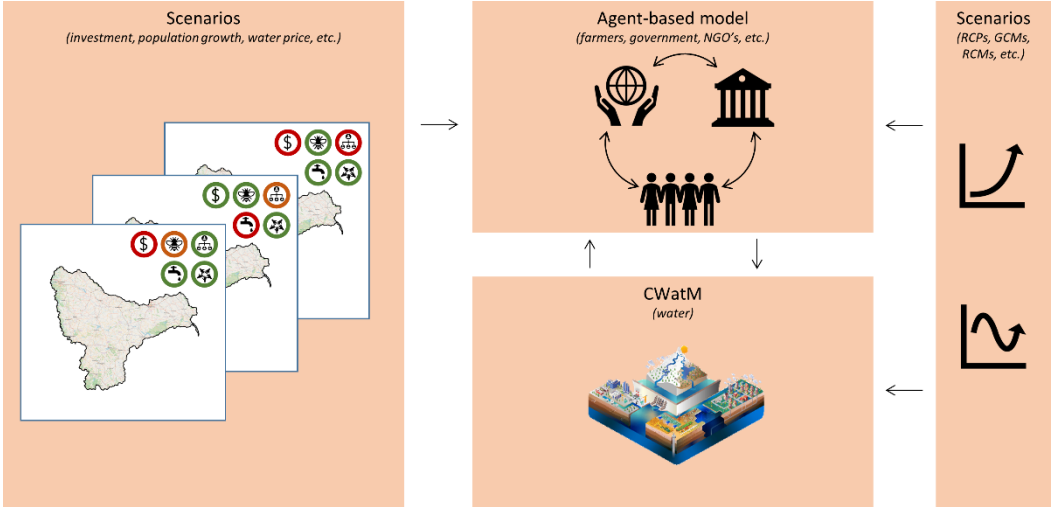 Scenarios
(investment, population growth, water price, etc.)
Agent-based model
(farmers, government, NGO's, etc.)
CWatM
(water)
Scenarios
(RCPs, GCMs,
RCMs, etc.)
$
$
$